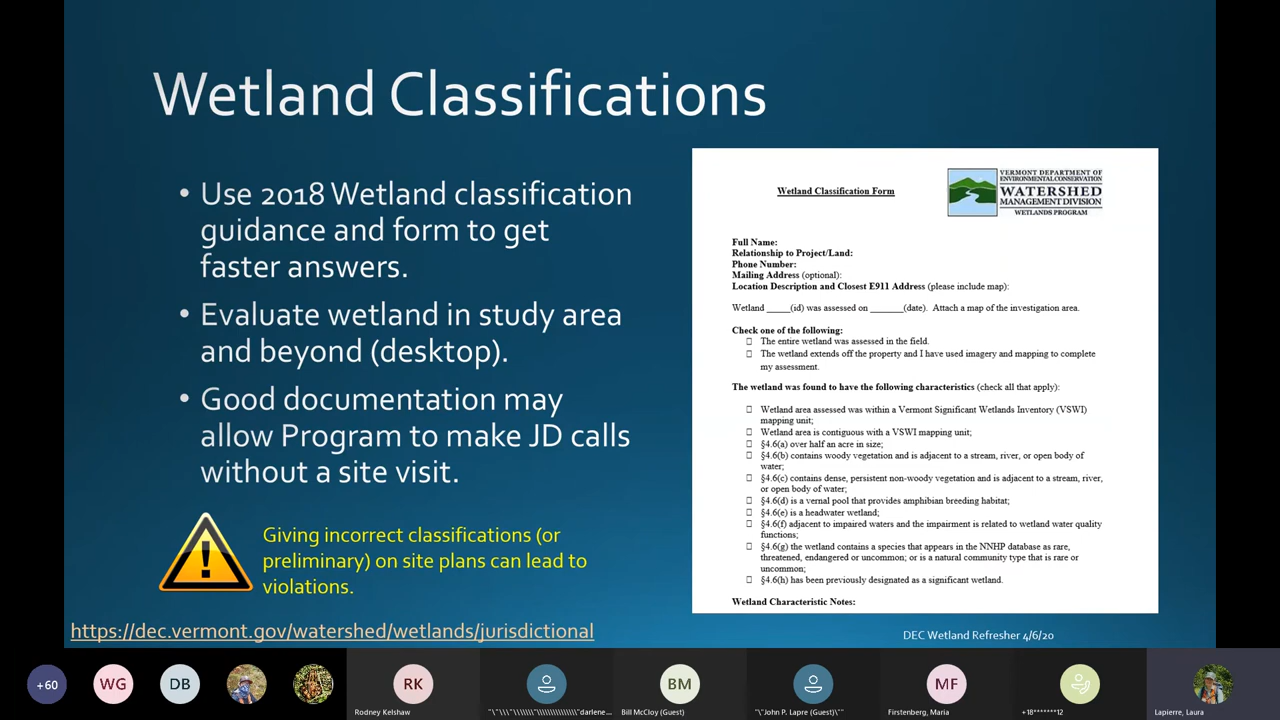 Wetland Classifications
• Use 2018 Wetland classification
guidance and form to get
faster answers.
• Evaluate wetland in study area
and beyond (desktop).
• Good documentation may
allow Program to make JD calls
without a site visit.
Giving incorrect classifications (or
preliminary) on site plans can lead to
violations.
https://dec.vermont.gov/watershed/wetlands/jurisdictional
Wetland Classification Form
VERMONT DEPARTMENT OF
ENVIRONMENTAL CONSERVATION
WATERSHED
MANAGEMENT DIVISION
WETLANDS PROGRAM
Full Name:
Relationship to Project/Land:
Phone Number:
Mailing Address (optional):
Location Description and Closest E911 Address (please include map):
Wetland _____(id) was assessed on _______(date). Attach a map of the investigation area.
Check one of the following:
The entire wetland was assessed in the field.
The wetland extends off the property and I have used imagery and mapping to complete
my assessment.
The wetland was found to have the following characteristics (check all that apply):
Wetland area assessed was within a Vermont Significant Wetlands Inventory (VSWI)
mapping unit;
Wetland area is contiguous with a VSWI mapping unit;
§4.6(a) over half an acre in size;
§4.6(b) contains woody vegetation and is adjacent to a stream, river, or open body of
water;
§4.6(c) contains dense, persistent non-woody vegetation and is adjacent to a stream, river,
or open body of water;
§4.6(d) is a vernal pool that provides amphibian breeding habitat;
§4.6(e) is a headwater wetland;
§4.6(f) adjacent to impaired waters and the impairment is related to wetland water quality
functions;
§4.6(g) the wetland contains a species that appears in the NNHP database as rare,
threatened, endangered or uncommon; or is a natural community type that is rare or
uncommon;
§4.6(h) has been previously designated as a significant wetland.
Wetland Characteristic Notes:
DEC Wetland Refresher 4/6/20
+60
WG
DB
RK
BM
MF
Rodney Kelshaw
"\"\\\"\\\\\\\"\\\\\\\\\\\\\\\"darlene...
Bill McCloy (Guest)
"\"John P. Lapre (Guest)\""
Firstenberg, Maria
+18*******12
Lapierre, Laura